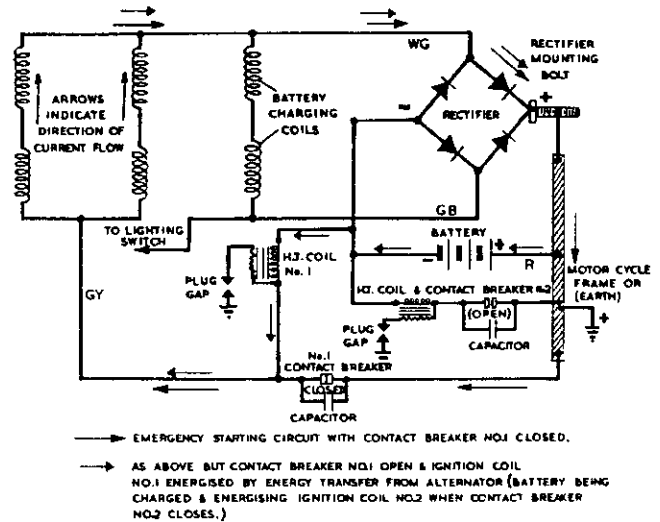 WG
RECTIFIER
MOUNTING
BOLT
+
ARROWS
INDICATE
DIRECTION OF
CURRENT FLOW
BATTERY
CHARGING
COILS
~
RECTIFIER
GB
TO LIGHTING
SWITCH
BATTERY
- +
R
H.T. COIL
No. 1
PLUG
GAP
GY
MOTOR CYCLE
FRAME OR
(EARTH)
+
H.T. COIL & CONTACT BREAKER No.2
(OPEN)
PLUG
GAP
CAPACITOR
No.1
CONTACT BREAKER
CLOSED
CAPACITOR
EMERGENCY STARTING CIRCUIT WITH CONTACT BREAKER NO.1 CLOSED.
AS ABOVE BUT CONTACT BREAKER NO.1 OPEN & IGNITION COIL
NO.1 ENERGISED BY ENERGY TRANSFER FROM ALTERNATOR (BATTERY BEING
CHARGED & ENERGISING IGNITION COIL NO.2 WHEN CONTACT BREAKER
NO.2 CLOSES.)